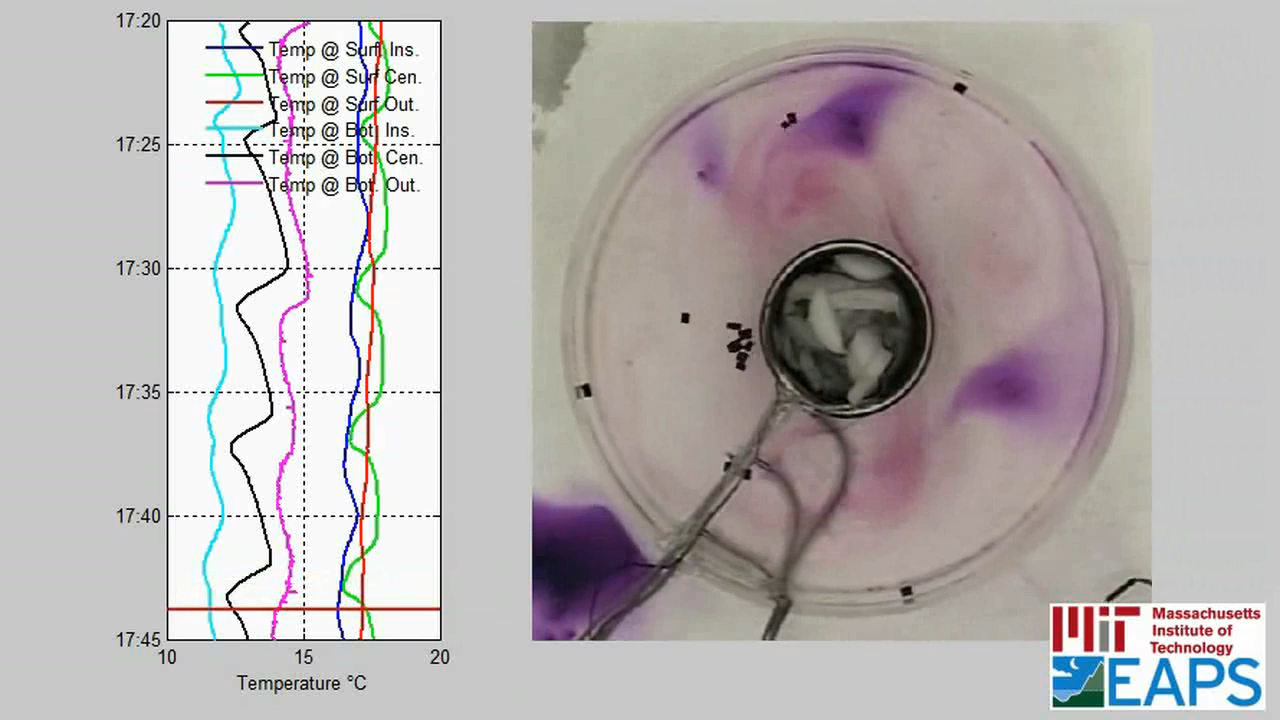 17:20
Temp @ Surf. Ins.
Temp @ Surf Cen.
Temp @ Surf Out.
Temp @ Bot. Ins.
17:25
Temp @ Bot. Cen.
Temp @ Bot. Out.
17:30
17:35
17:40
17:45
10 15 20
Temperature °C
MIT
Massachusetts
Institute of
Technology
EAPS